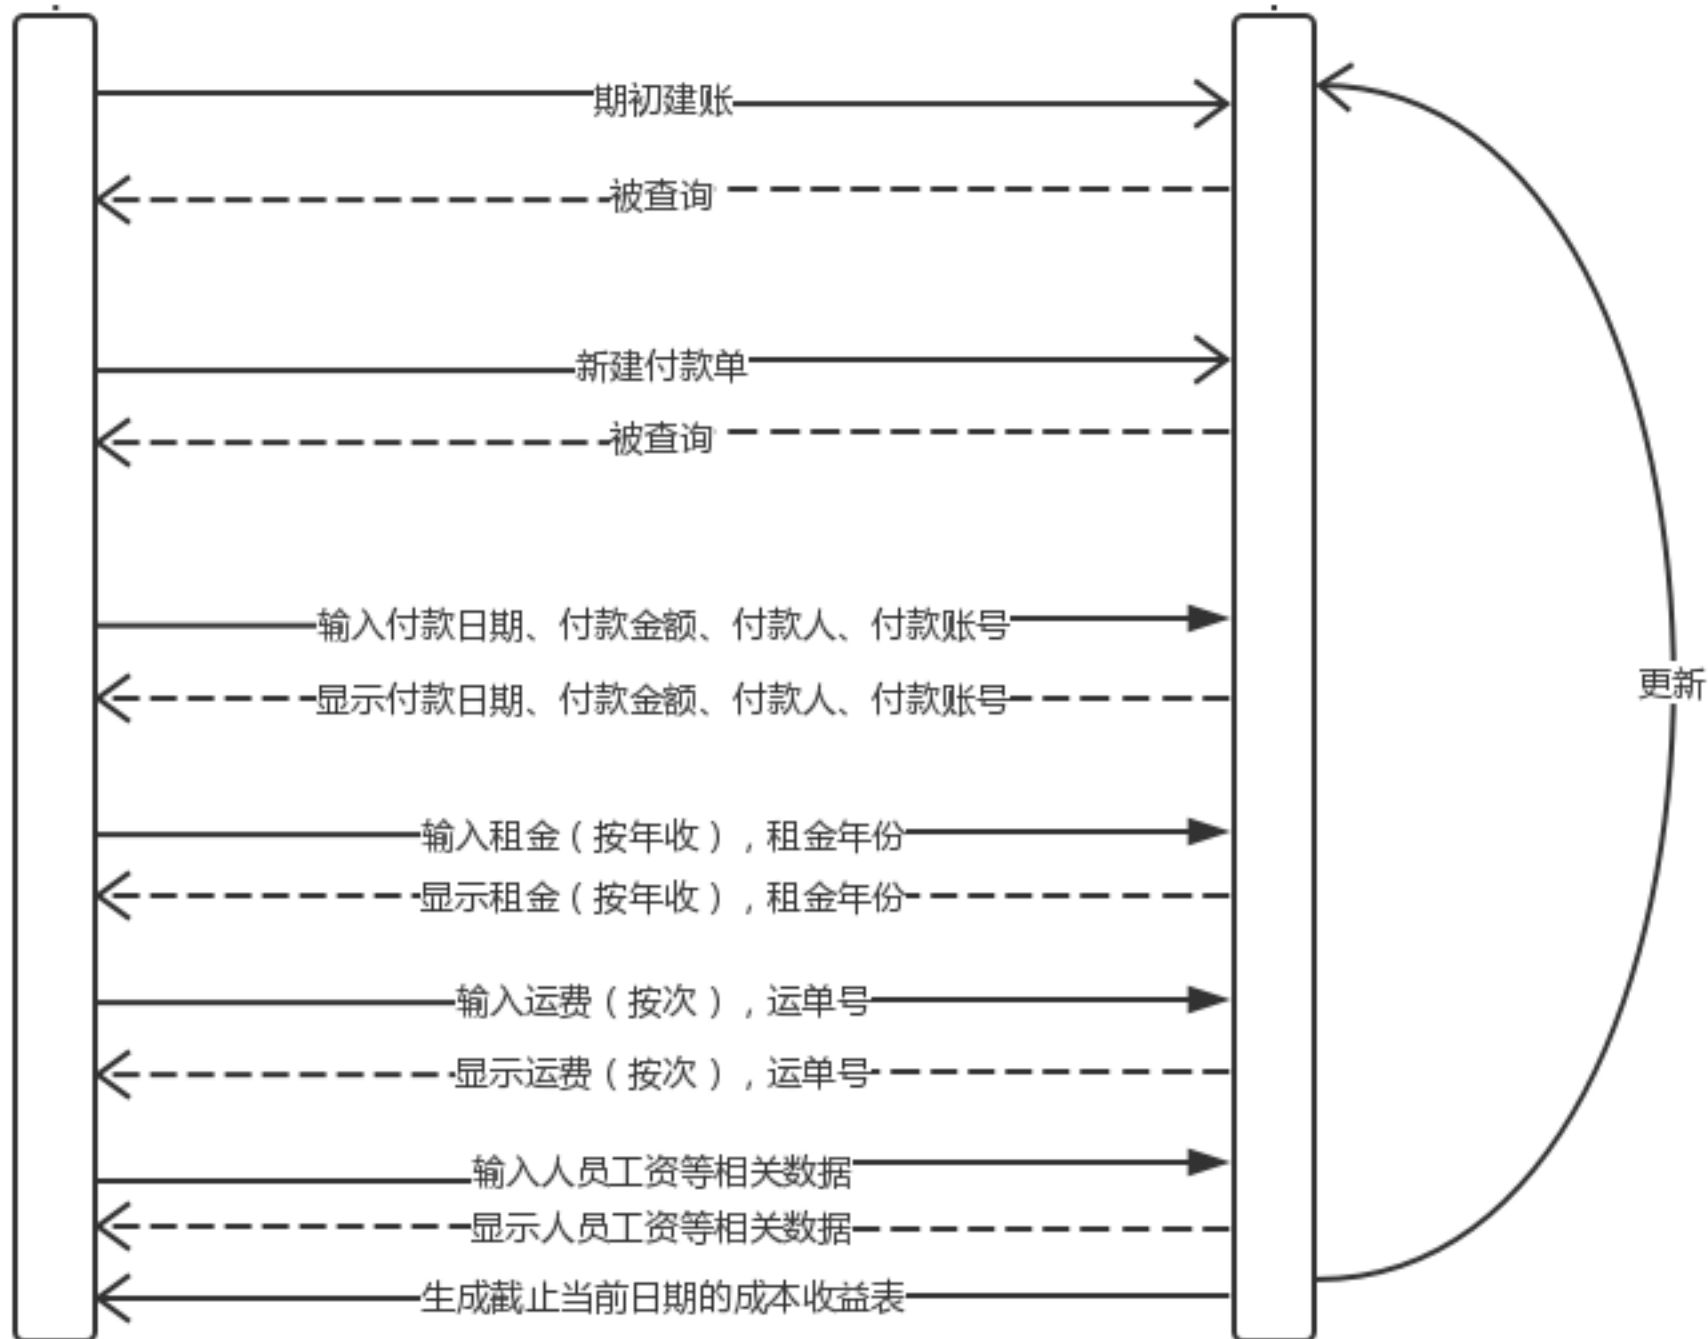 期初建账
被查询
新建付款单
被查询
输入付款日期、付款金额、付款人、付款账号
显示付款日期、付款金额、付款人、付款账号
更新
输入租金（按年收），租金年份
显示租金（按年收），租金年份
输入运费（按次），运单号
显示运费（按次），运单号
输入人员工资等相关数据
显示人员工资等相关数据
生成截止当前日期的成本收益表